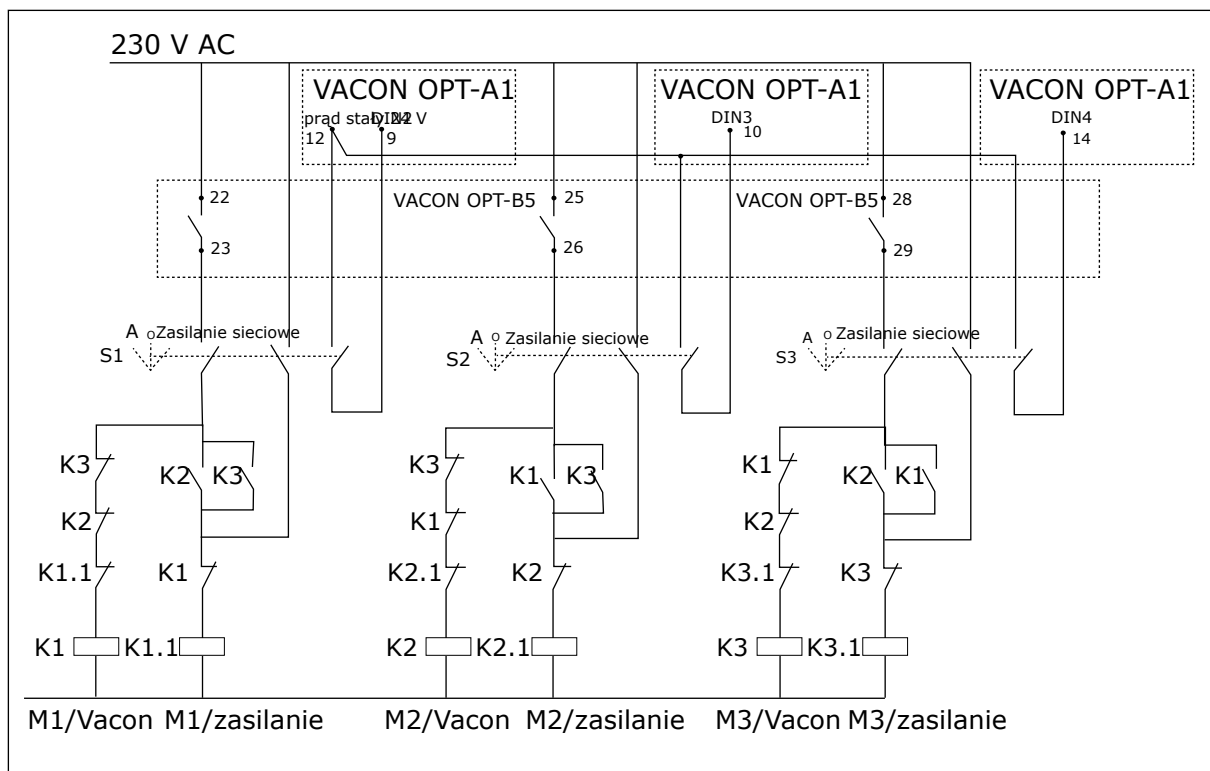 230 V AC
VACON OPT-A1
VACON OPT-A1
VACON OPT-A1
prąd stały 24 V
DIN2
DIN3
DIN4
12
9
10
14
22
VACON OPT-B5
25
VACON OPT-B5
28
23
26
29
A
O
Zasilanie sieciowe
A
O
Zasilanie sieciowe
A
O
Zasilanie sieciowe
S1
S2
S3
K3
K2
K3
K3
K1
K3
K1
K2
K1
K2
K1
K2
K1.1
K1
K2.1
K2
K3.1
K3
K1
K1.1
K2
K2.1
K3
K3.1
M1/Vacon
M1/zasilanie
M2/Vacon
M2/zasilanie
M3/Vacon
M3/zasilanie